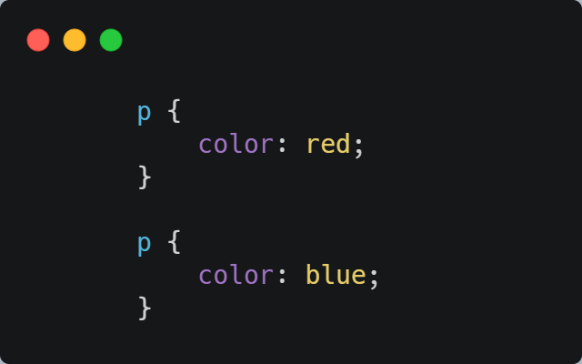 p {
    color: red;
}

p {
    color: blue;
}